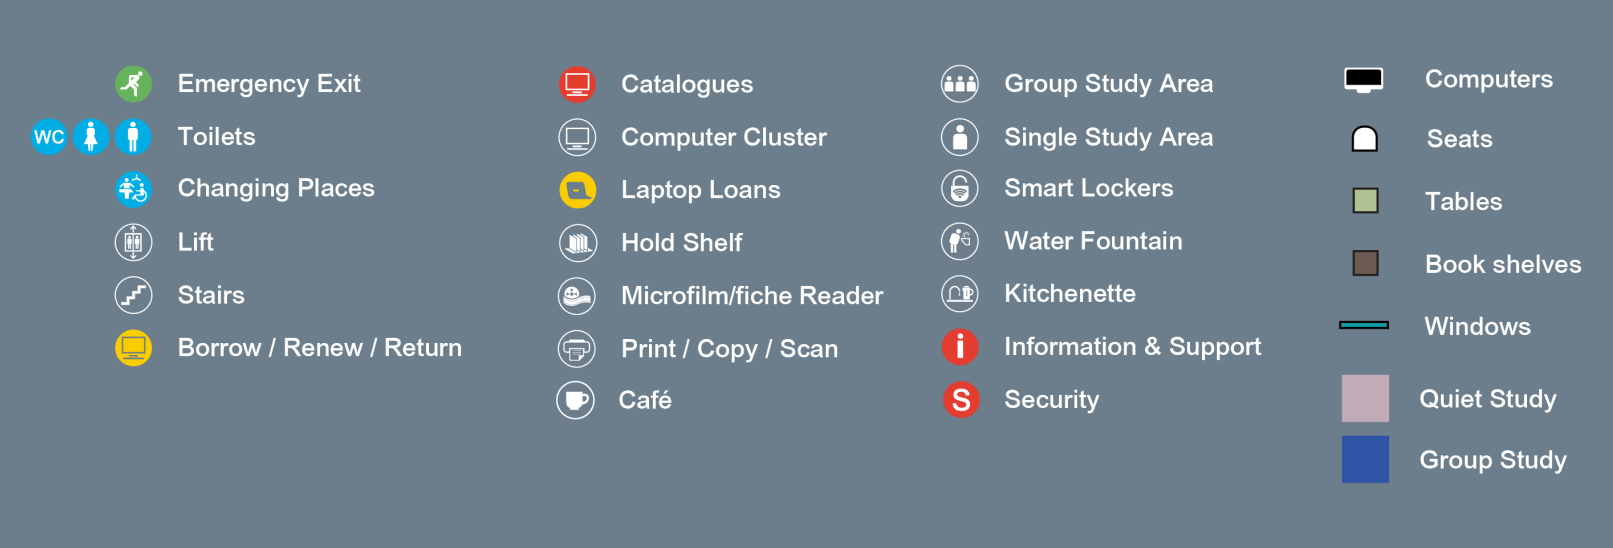 Emergency Exit
WC Toilets
Changing Places
Lift
Stairs
Borrow / Renew / Return
Catalogues
Computer Cluster
Laptop Loans
Hold Shelf
Microfilm/fiche Reader
Print / Copy / Scan
Café
Group Study Area
Single Study Area
Smart Lockers
Water Fountain
Kitchenette
i Information & Support
S Security
Computers
Seats
Tables
Book shelves
Windows
Quiet Study
Group Study